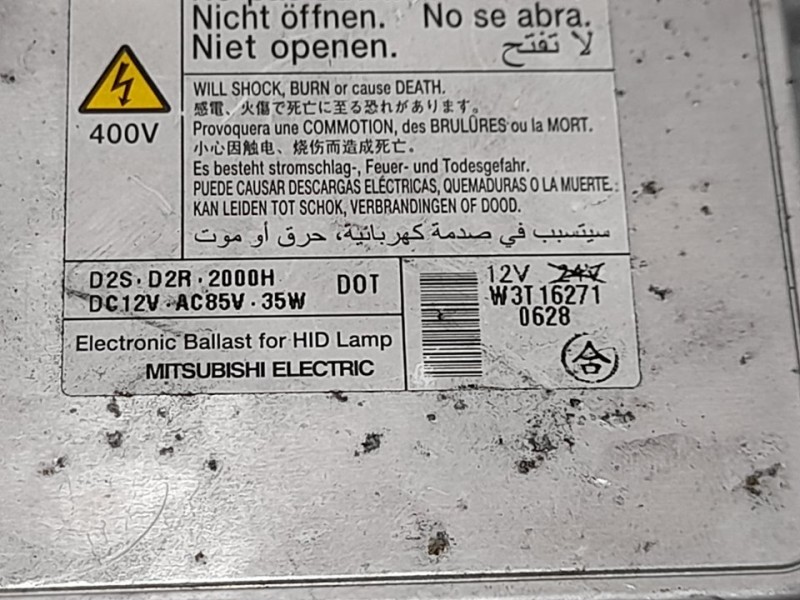 Nicht öffnen. No se abra.
Niet openen. لا تفتح
400V
WILL SHOCK, BURN or cause DEATH.
感電、火傷で死亡に至る恐れがあります。
Provoquera une COMMOTION, des BRULÛRES ou la MORT.
小心因触电、烧伤而造成死亡。
Es besteht stromschlag-, Feuer- und Todesgefahr.
PUEDE CAUSAR DESCARGAS ELÉCTRICAS, QUEMADURAS O LA MUERTE.
KAN LEIDEN TOT SCHOK, VERBRANDINGEN OF DOOD.
سيتسبب في صدمة كهربائية، حرق أو موت
D2S·D2R·2000H DOT
DC12V·AC85V·35W
Electronic Ballast for HID Lamp
MITSUBISHI ELECTRIC
12V 24V
W3T16271
0628
合